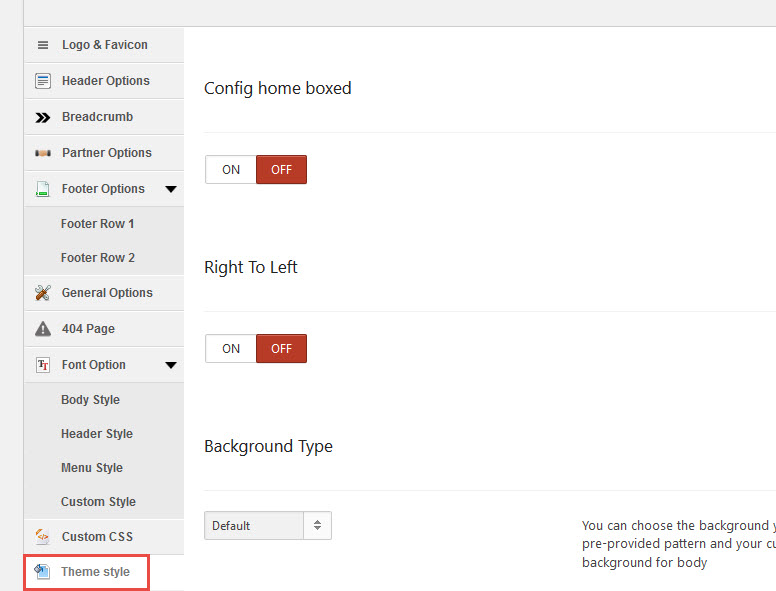 Logo & Favicon
Header Options
Breadcrumb
Partner Options
Footer Options
Footer Row 1
Footer Row 2
General Options
404 Page
Font Option
Body Style
Header Style
Menu Style
Custom Style
Custom CSS
Theme style
Config home boxed
ON OFF
Right To Left
ON OFF
Background Type
Default
You can choose the background
pre-provided pattern and your
background for body